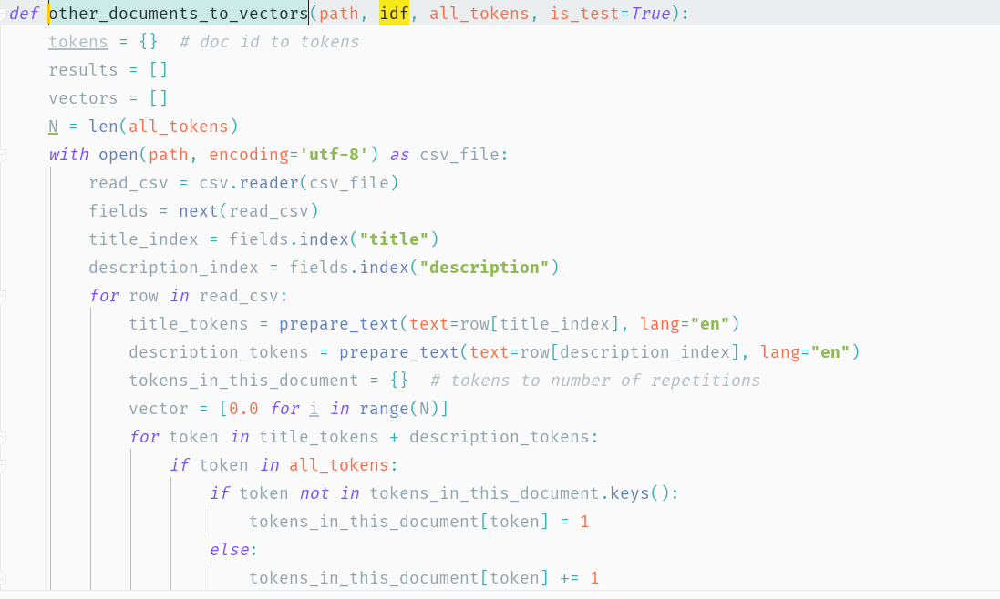 def other_documents_to_vectors(path, idf, all_tokens, is_test=True):
    tokens = {}  # doc id to tokens
    results = []
    vectors = []
    N = len(all_tokens)
    with open(path, encoding='utf-8') as csv_file:
        read_csv = csv.reader(csv_file)
        fields = next(read_csv)
        title_index = fields.index("title")
        description_index = fields.index("description")
        for row in read_csv:
            title_tokens = prepare_text(text=row[title_index], lang="en")
            description_tokens = prepare_text(text=row[description_index], lang="en")
            tokens_in_this_document = {}  # tokens to number of repetitions
            vector = [0.0 for i in range(N)]
            for token in title_tokens + description_tokens:
                if token in all_tokens:
                    if token not in tokens_in_this_document.keys():
                        tokens_in_this_document[token] = 1
                    else:
                        tokens_in_this_document[token] += 1